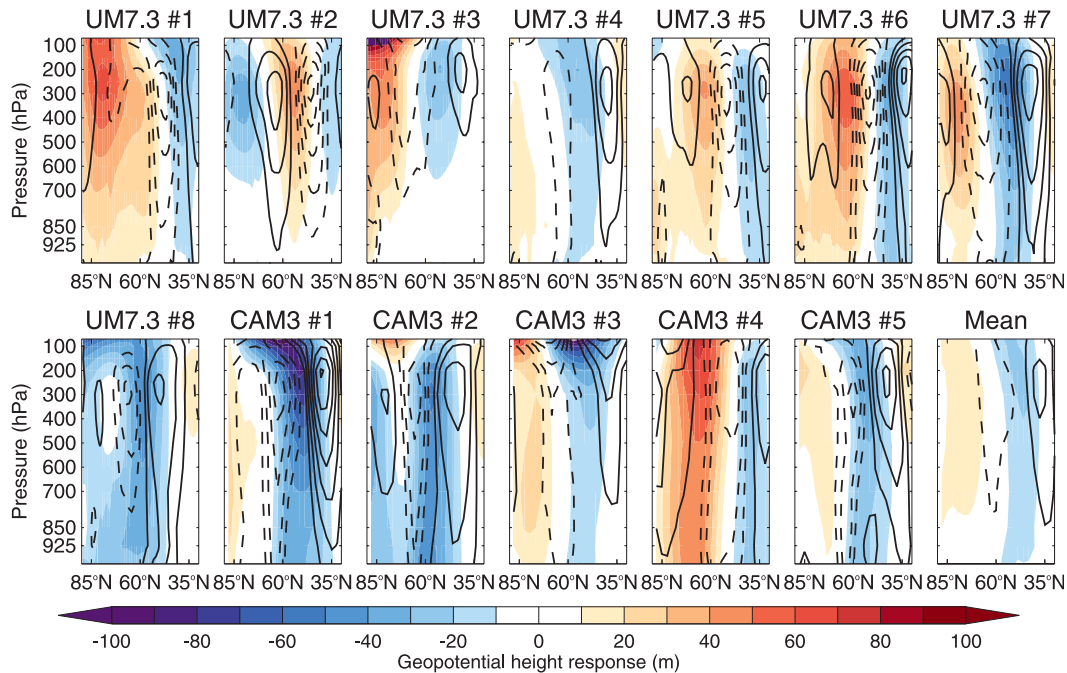 UM7.3 #1 UM7.3 #2 UM7.3 #3 UM7.3 #4 UM7.3 #5 UM7.3 #6 UM7.3 #7
Pressure (hPa)
100
200
300
400
500
600
700
850
925
85°N 60°N 35°N 85°N 60°N 35°N 85°N 60°N 35°N 85°N 60°N 35°N 85°N 60°N 35°N 85°N 60°N 35°N 85°N 60°N 35°N
UM7.3 #8 CAM3 #1 CAM3 #2 CAM3 #3 CAM3 #4 CAM3 #5 Mean
Pressure (hPa)
100
200
300
400
500
600
700
850
925
85°N 60°N 35°N 85°N 60°N 35°N 85°N 60°N 35°N 85°N 60°N 35°N 85°N 60°N 35°N 85°N 60°N 35°N 85°N 60°N 35°N
-100 -80 -60 -40 -20 0 20 40 60 80 100
Geopotential height response (m)